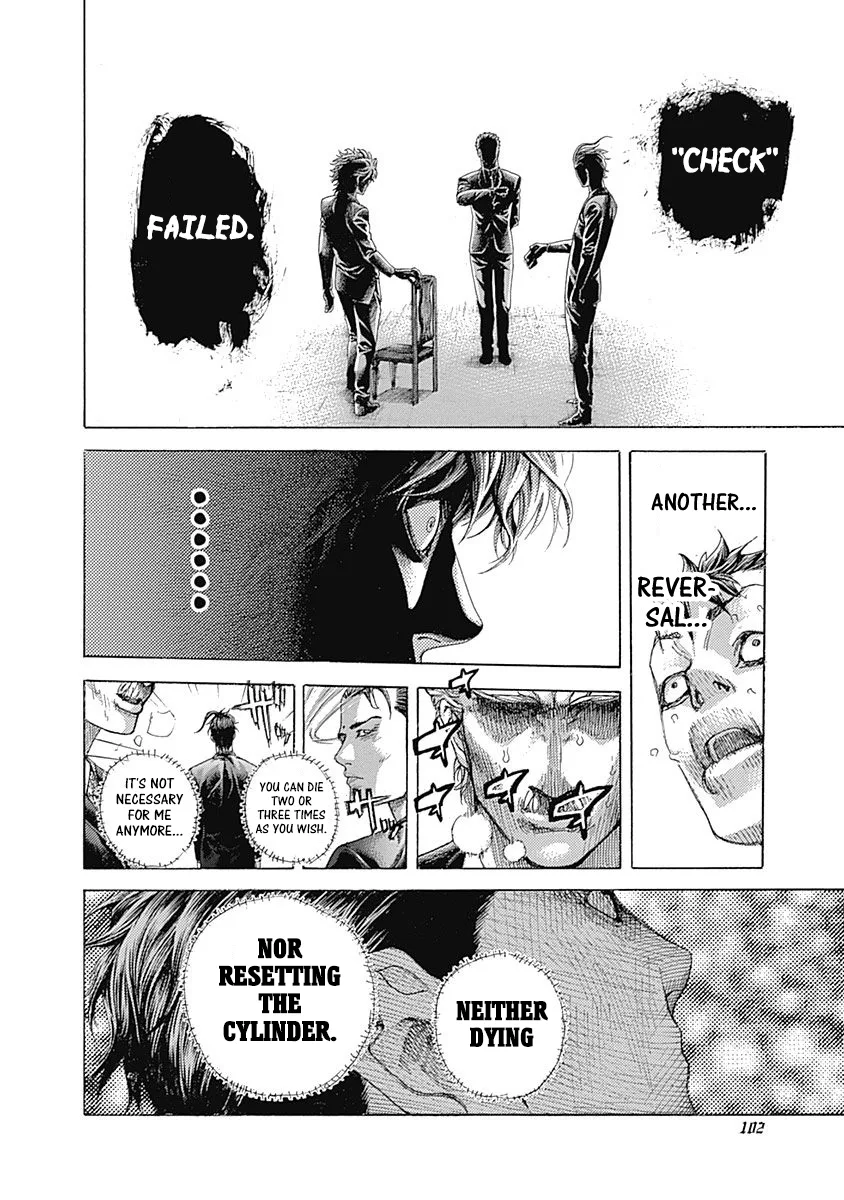 "CHECK"
FAILED.
ANOTHER...
REVER-
SAL...
YOU CAN DIE
TWO OR
THREE TIMES
AS YOU WISH.
IT'S NOT
NECESSARY
FOR ME
ANYMORE...
NEITHER
DYING
NOR
RESETTING
THE
CYLINDER.
102